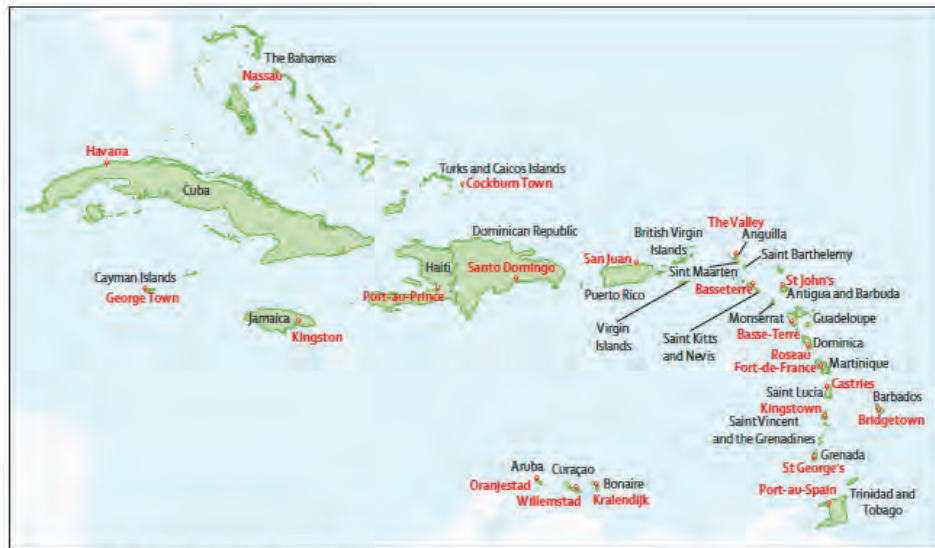 The Bahamas
Nassau
Havana
Cuba
Turks and Caicos Islands
Cockburn Town
Dominican Republic
Haiti
Santo Domingo
Port-au-Prince
Cayman Islands
George Town
Jamaica
Kingston
San Juan
Puerto Rico
British Virgin
Islands
The Valley
Anguilla
Saint Barthelemy
Sint Maarten
Basseterre
St John's
Antigua and Barbuda
Virgin
Islands
Saint Kitts
and Nevis
Monserrat
Guadeloupe
Basse-Terre
Dominica
Roseau
Fort-de-France
Martinique
Castries
Saint Lucia
Barbados
Kingstown
Bridgetown
Saint Vincent
and the Grenadines
Grenada
St George's
Aruba
Curaçao
Bonaire
Oranjestad
Willemstad
Kralendijk
Port-au-Spain
Trinidad and
Tobago